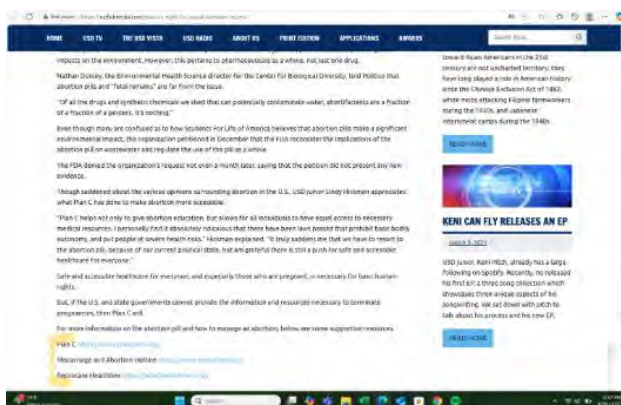 HOME USD TV THE USD VISTA USD RADIO ABOUT US PRINT EDITION APPLICATIONS AWARDS
impacts on the environment. However, this pertains to pharmaceuticals as a whole, not just one drug.
Nathan Donley, the Environmental Health Science director for the Center for Biological Diversity, told Politico that
abortion pills and "fetal remains" are far from the issue.
"Of all the drugs and synthetic chemicals we shed that can potentially contaminate water, abortifacients are a fraction
of a fraction of a percent. It's nothing."
Even though many are confused as to how Students For Life of America believes that abortion pills make a significant
environmental impact, the organization petitioned in December that the FDA reconsider the implications of the
abortion pill on wastewater and regulate the use of the pill as a whole.
The FDA denied the organization's request not even a month later, saying that the petition did not present any new
evidence.
Though saddened about the various opinions surrounding abortion in the U.S., USD junior Lindy Hickman appreciates
what Plan C has done to make abortion more accessible.
"Plan C helps not only to give abortion education, but allows for all individuals to have equal access to necessary
medical resources. I personally find it absolutely ridiculous that there have been laws passed that prohibit basic bodily
autonomy, and put people at severe health risks." Hickman explained. "It truly saddens me that we have to resort to
the abortion pill because of our current political state, but am grateful there is still a push for safe and accessible
healthcare for everyone."
Safe and accessible healthcare for everyone, and especially those who are pregnant, is necessary for basic human
rights.
But, if the U.S. and state governments cannot provide the information and resources necessary to terminate
pregnancies, then Plan C will.
For more information on the abortion pill and how to manage an abortion, below are some supportive resources.
Plan C
Miscarriage and Abortion Hotline
Reprocare Healthline
toward Asian Americans in the 21st
century are not uncharted territory; they
have long played a role in American history
since the Chinese Exclusion Act of 1882,
white mobs attacking Filipino farmworkers
during the 1930s, and Japanese
internment camps during the 1940s.
READ MORE
KENI CAN FLY RELEASES AN EP
March 3, 2023
USD junior, Keni Pitch, already has a large
following on Spotify. Recently, he released
his first EP, a three song collection which
showcases three unique aspects of his
songwriting. We sat down with Pitch to
talk about his process and his new EP.
READ MORE